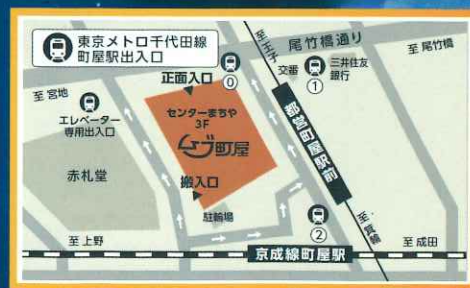 東京メトロ千代田線
町屋駅出入口
至王子
尾竹橋通り
至尾竹橋
正面入口
⓪
交番
①
三井住友
銀行
至宮地
エレベーター
専用出入口
センターまちや
3F
ムーブ町屋
都営町屋駅前
赤札堂
搬入口
駐輪場
②
至三ノ輪
至上野
京成線町屋駅
至成田